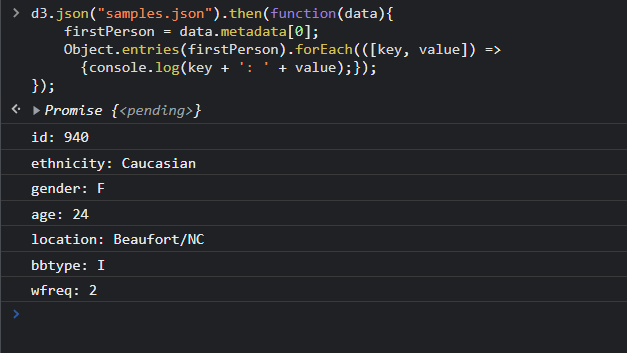 d3.json("samples.json").then(function(data){
    firstPerson = data.metadata[0];
    Object.entries(firstPerson).forEach(([key, value]) =>
      {console.log(key + ': ' + value);});
});
Promise {<pending>}
id: 940
ethnicity: Caucasian
gender: F
age: 24
location: Beaufort/NC
bbtype: I
wfreq: 2